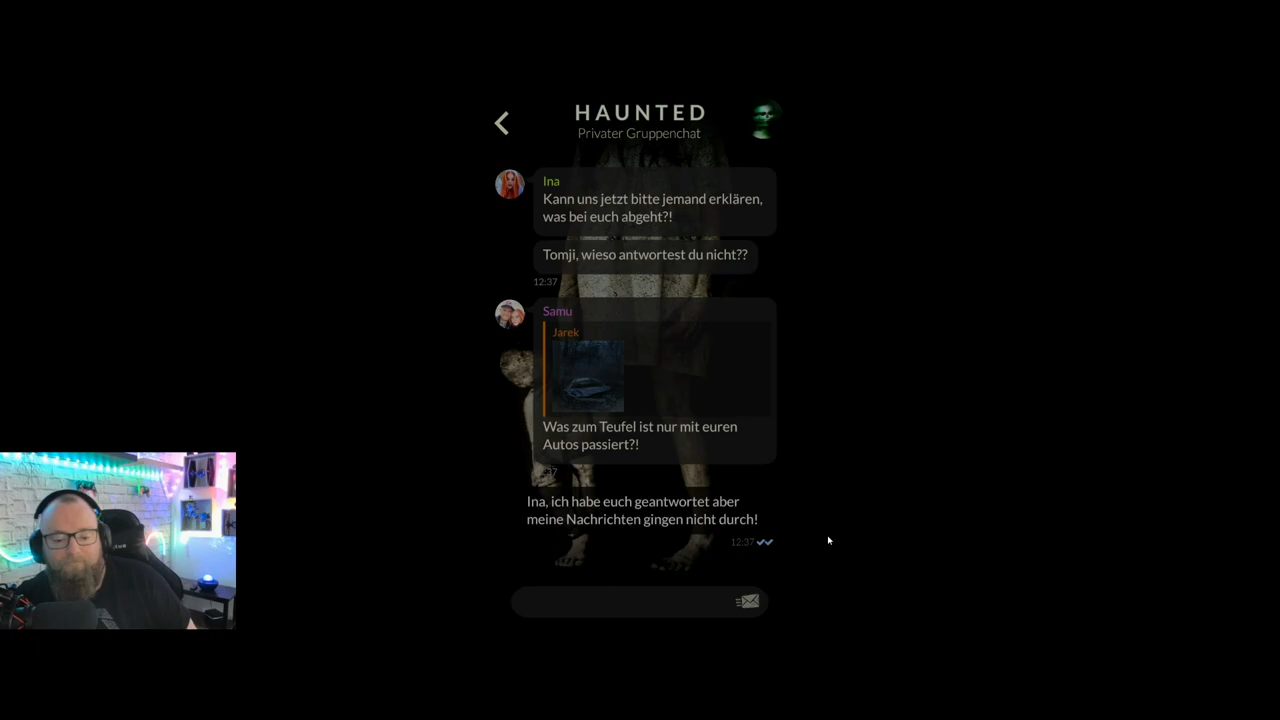 HAUNTED
Privater Gruppenchat
Ina
Kann uns jetzt bitte jemand erklären,
was bei euch abgeht?!
Tomji, wieso antwortest du nicht??
12:37
Samu
Jarek
Was zum Teufel ist nur mit euren
Autos passiert?!
Ina, ich habe euch geantwortet aber
meine Nachrichten gingen nicht durch!
12:37